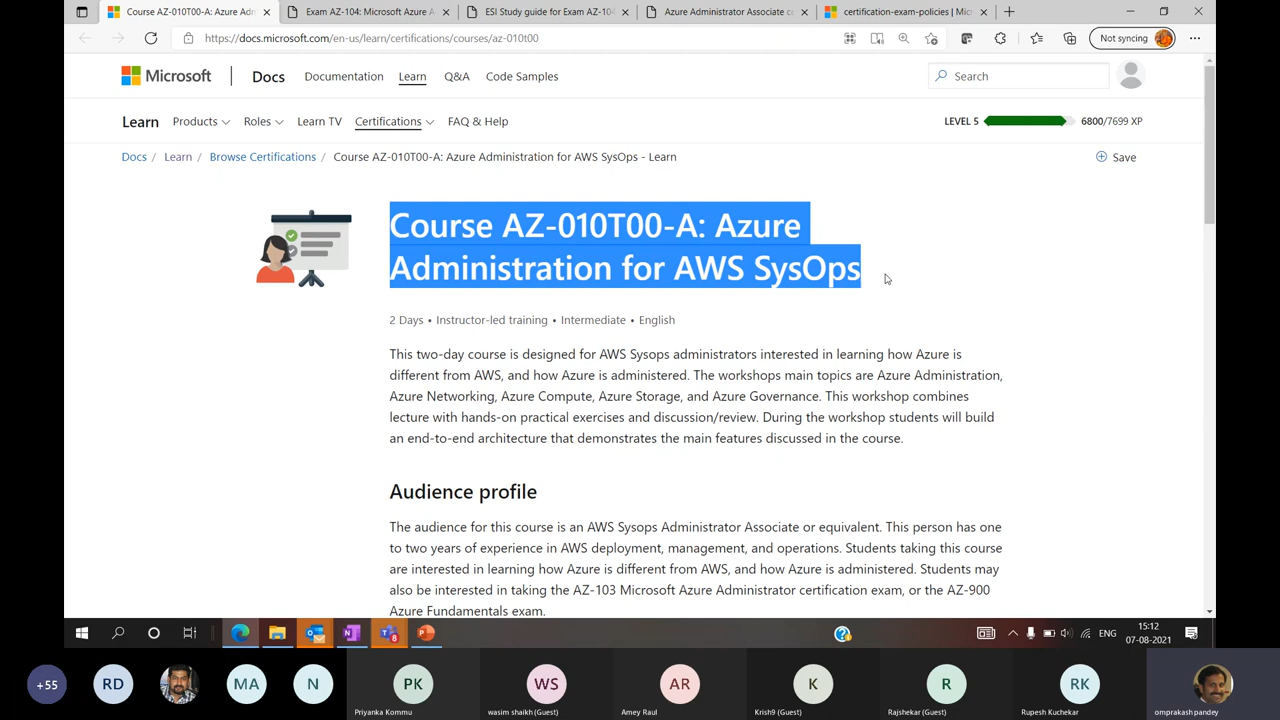 Course AZ-010T00-A: Azure Adm
Exam AZ-104: Microsoft Azure A
ESI Study guide for Exam AZ-104
Azure Administrator Associate co
certification-exam-policies | Mic
https://docs.microsoft.com/en-us/learn/certifications/courses/az-010t00
Not syncing
Microsoft
Docs
Documentation
Learn
Q&A
Code Samples
Search
Learn
Products
Roles
Learn TV
Certifications
FAQ & Help
LEVEL 5
6800/7699 XP
Docs / Learn / Browse Certifications / Course AZ-010T00-A: Azure Administration for AWS SysOps - Learn
Save
Course AZ-010T00-A: Azure
Administration for AWS SysOps
2 Days • Instructor-led training • Intermediate • English
This two-day course is designed for AWS Sysops administrators interested in learning how Azure is
different from AWS, and how Azure is administered. The workshops main topics are Azure Administration,
Azure Networking, Azure Compute, Azure Storage, and Azure Governance. This workshop combines
lecture with hands-on practical exercises and discussion/review. During the workshop students will build
an end-to-end architecture that demonstrates the main features discussed in the course.
Audience profile
The audience for this course is an AWS Sysops Administrator Associate or equivalent. This person has one
to two years of experience in AWS deployment, management, and operations. Students taking this course
are interested in learning how Azure is different from AWS, and how Azure is administered. Students may
also be interested in taking the AZ-103 Microsoft Azure Administrator certification exam, or the AZ-900
Azure Fundamentals exam.
8
ENG
15:12
07-08-2021
+55
RD
MA
N
PK
Priyanka Kommu
WS
wasim shaikh (Guest)
AR
Amey Raul
K
Krish9 (Guest)
R
Rajshekar (Guest)
RK
Rupesh Kuchekar
omprakash pandey